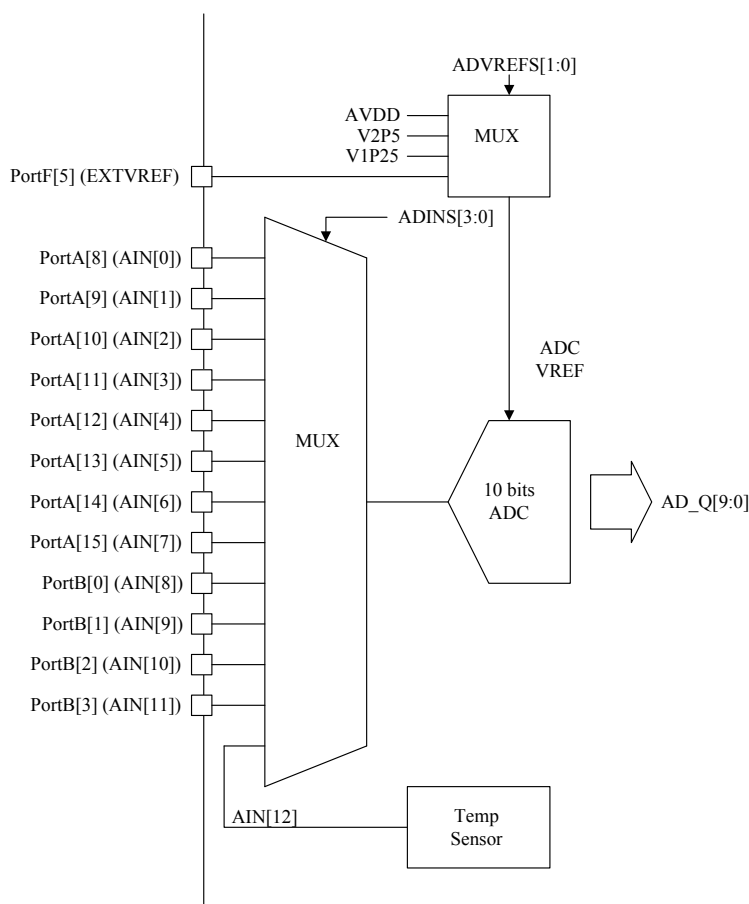 ADVREFS[1:0]
AVDD
V2P5
V1P25
MUX
PortF[5] (EXTVREF)
ADINS[3:0]
PortA[8] (AIN[0])
PortA[9] (AIN[1])
PortA[10] (AIN[2])
PortA[11] (AIN[3])
PortA[12] (AIN[4])
PortA[13] (AIN[5])
PortA[14] (AIN[6])
PortA[15] (AIN[7])
PortB[0] (AIN[8])
PortB[1] (AIN[9])
PortB[2] (AIN[10])
PortB[3] (AIN[11])
MUX
ADC
VREF
10 bits
ADC
AD_Q[9:0]
AIN[12]
Temp
Sensor